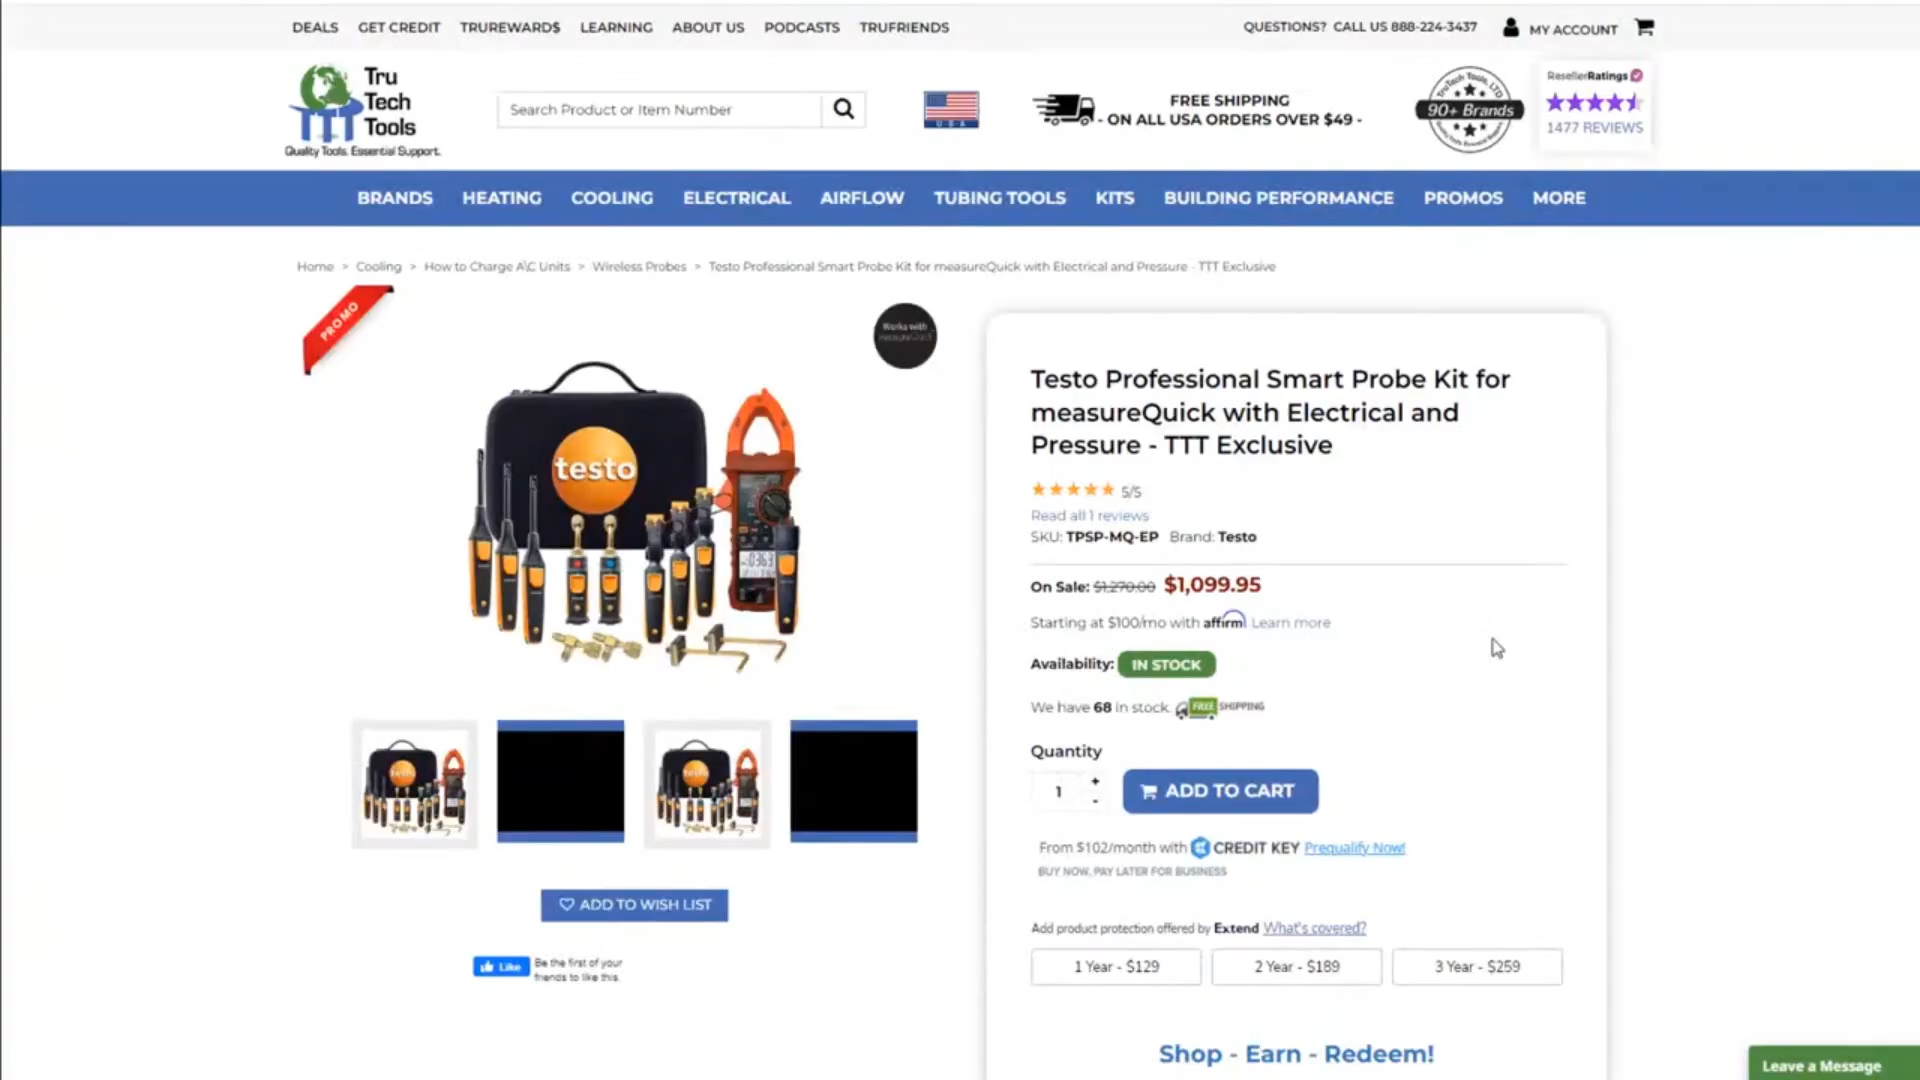 DEALS GET CREDIT TRUREWARD$ LEARNING ABOUT US PODCASTS TRUFRIENDS
QUESTIONS? CALL US 888-224-3437 MY ACCOUNT
Tru
Tech
Tools
Quality Tools. Essential Support.
Search Product or Item Number
USA
FREE SHIPPING
- ON ALL USA ORDERS OVER $49 -
TruTech Tools, LTD
90+ Brands
ResellerRatings
1477 REVIEWS
BRANDS HEATING COOLING ELECTRICAL AIRFLOW TUBING TOOLS KITS BUILDING PERFORMANCE PROMOS MORE
Home > Cooling > How to Charge A\C Units > Wireless Probes > Testo Professional Smart Probe Kit for measureQuick with Electrical and Pressure - TTT Exclusive
PROMO
Works with
measureQuick
testo
Testo Professional Smart Probe Kit for
measureQuick with Electrical and
Pressure - TTT Exclusive
5/5
Read all 1 reviews
SKU: TPSP-MQ-EP Brand: Testo
On Sale: $1,270.00 $1,099.95
Starting at $100/mo with affirm Learn more
Availability: IN STOCK
We have 68 in stock. FREE SHIPPING
Quantity
1 + -
ADD TO CART
From $102/month with CREDIT KEY Prequalify Now!
BUY NOW, PAY LATER FOR BUSINESS
ADD TO WISH LIST
Like Be the first of your
friends to like this.
Add product protection offered by Extend What's covered?
1 Year - $129 2 Year - $189 3 Year - $259
Shop - Earn - Redeem!
Leave a Message